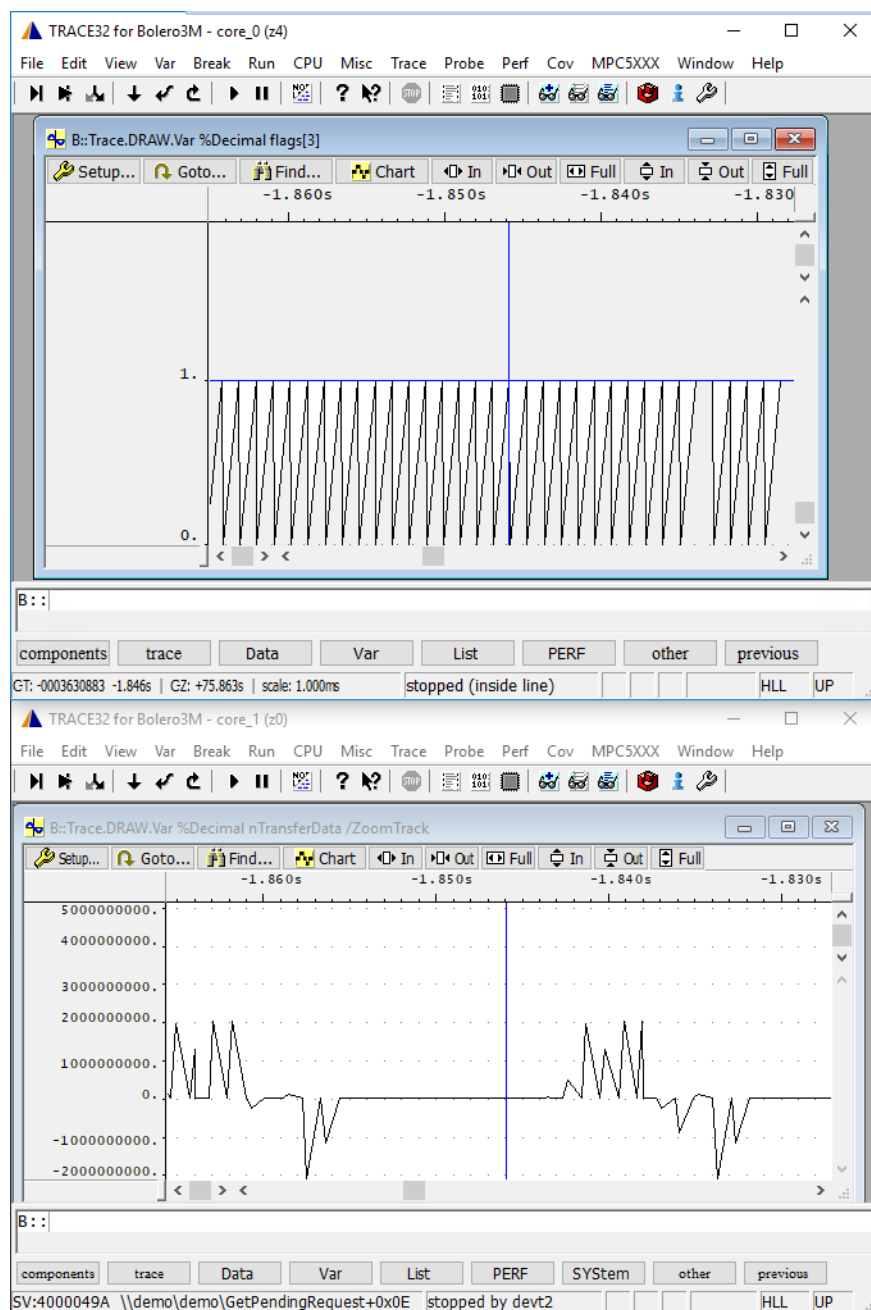 TRACE32 for Bolero3M - core_0 (z4)
File Edit View Var Break Run CPU Misc Trace Probe Perf Cov MPC5XXX Window Help
NOP STOP 010 101
B::Trace.DRAW.Var %Decimal flags[3]
Setup... Goto... Find... Chart In Out Full In Out Full
-1.860s -1.850s -1.840s -1.830
1.
0.
B::
components trace Data Var List PERF other previous
GT: -0003630883 -1.846s | GZ: +75.863s | scale: 1.000ms stopped (inside line) HLL UP
TRACE32 for Bolero3M - core_1 (z0)
File Edit View Var Break Run CPU Misc Trace Probe Perf Cov MPC5XXX Window Help
STOP 010 101
B::Trace.DRAW.Var %Decimal nTransferData /ZoomTrack
Setup... Goto... Find... Chart In Out Full In Out Full
-1.860s -1.850s -1.840s -1.830s
5000000000.
4000000000.
3000000000.
2000000000.
1000000000.
0.
-1000000000.
-2000000000.
B::
components trace Data Var List PERF SYStem other previous
SV:4000049A \\demo\demo\GetPendingRequest+0x0E stopped by devt2 HLL UP